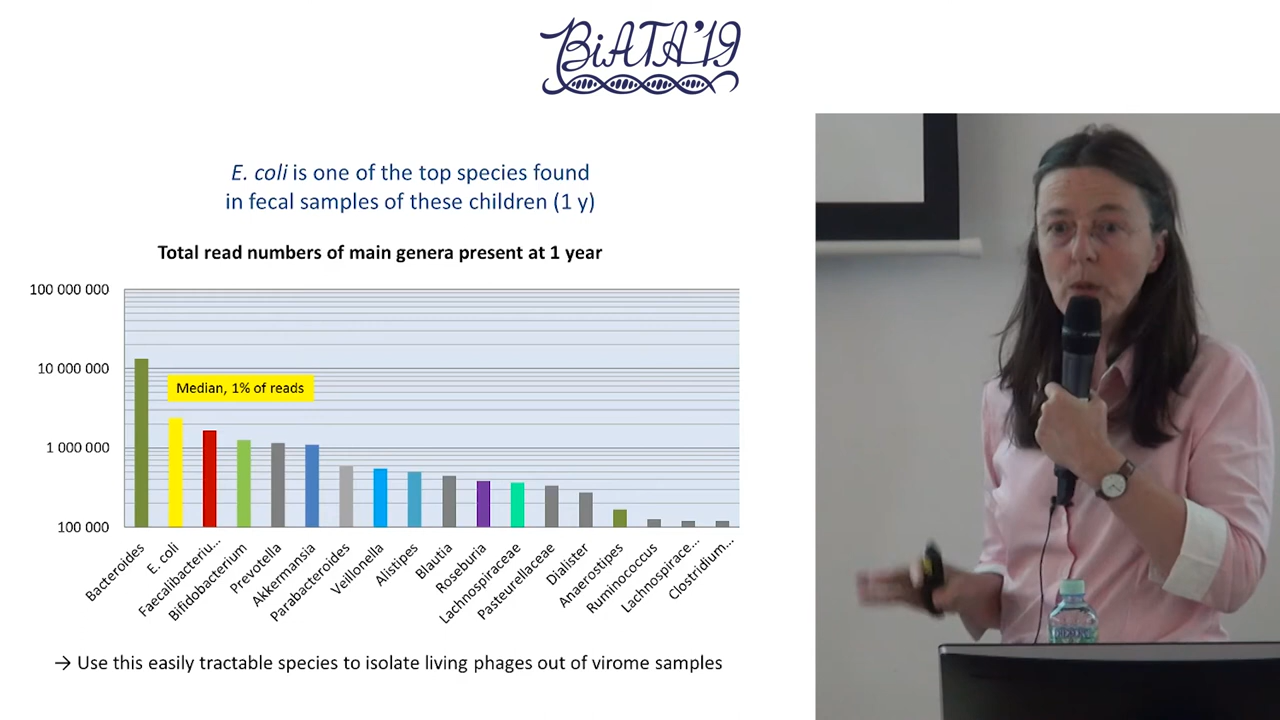 BiATA'19
E. coli is one of the top species found
in fecal samples of these children (1 y)
Total read numbers of main genera present at 1 year
100 000 000
10 000 000
1 000 000
100 000
Median, 1% of reads
Bacteroides
E. coli
Faecalibacteriu...
Bifidobacterium
Prevotella
Akkermansia
Parabacteroides
Veillonella
Alistipes
Blautia
Roseburia
Lachnospiraceae
Pasteurellaceae
Dialister
Anaerostipes
Ruminococcus
Lachnospirace...
Clostridium...
→ Use this easily tractable species to isolate living phages out of virome samples